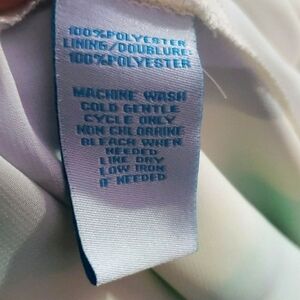 100%POLYESTER
LINING/DOUBLURE:
100%POLYESTER
MACHINE WASH
COLD GENTLE
CYCLE ONLY
NON CHLORINE
BLEACH WHEN
NEEDED
LINE DRY
LOW IRON
IF NEEDED